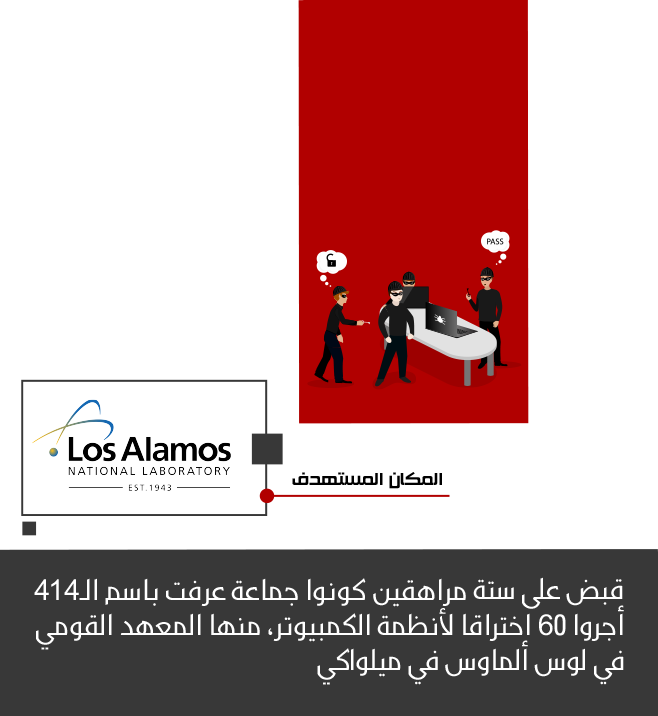 PASS
Los Alamos
NATIONAL LABORATORY
EST.1943
المكان المستهدف
قبض على ستة مراهقين كونوا جماعة عرفت باسم الـ414
أجروا 60 اختراقا لأنظمة الكمبيوتر، منها المعهد القومي
في لوس ألماوس في ميلواكي